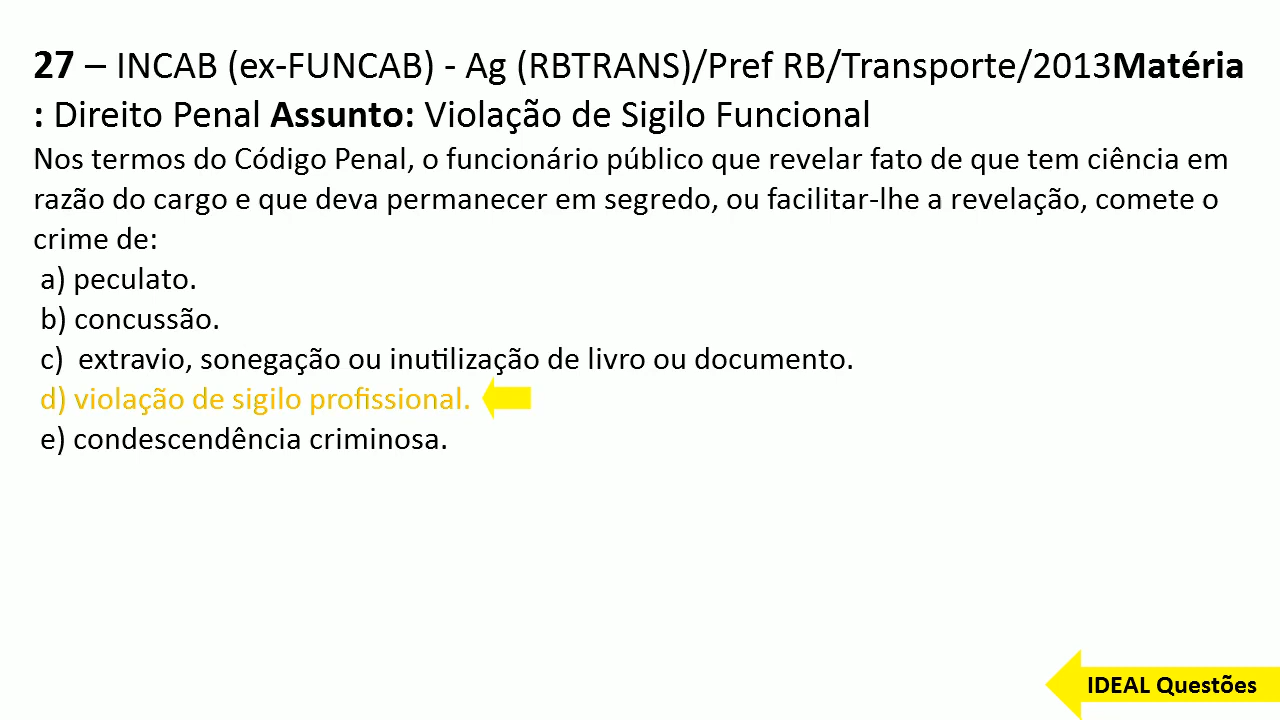 27 – INCAB (ex-FUNCAB) - Ag (RBTRANS)/Pref RB/Transporte/2013Matéria
: Direito Penal Assunto: Violação de Sigilo Funcional
Nos termos do Código Penal, o funcionário público que revelar fato de que tem ciência em
razão do cargo e que deva permanecer em segredo, ou facilitar-lhe a revelação, comete o
crime de:
a) peculato.
b) concussão.
c) extravio, sonegação ou inutilização de livro ou documento.
d) violação de sigilo profissional.
e) condescendência criminosa.
IDEAL Questões